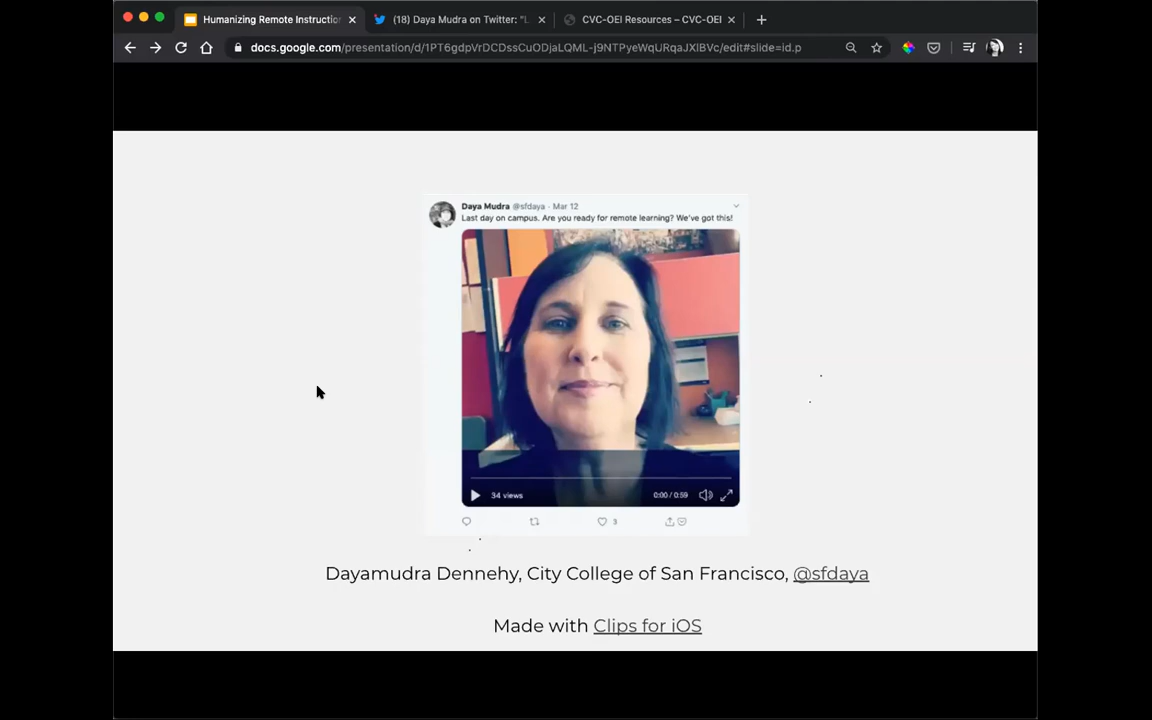 Humanizing Remote Instruction
(18) Daya Mudra on Twitter: "L
CVC-OEI Resources – CVC-OEI
docs.google.com/presentation/d/1PT6gdpVrDCDssCuODjaLQML-j9NTPyeWqURqaJXlBVc/edit#slide=id.p
Daya Mudra @sfdaya · Mar 12
Last day on campus. Are you ready for remote learning? We've got this!
34 views
0:00 / 0:59
3
Dayamudra Dennehy, City College of San Francisco, @sfdaya
Made with Clips for iOS